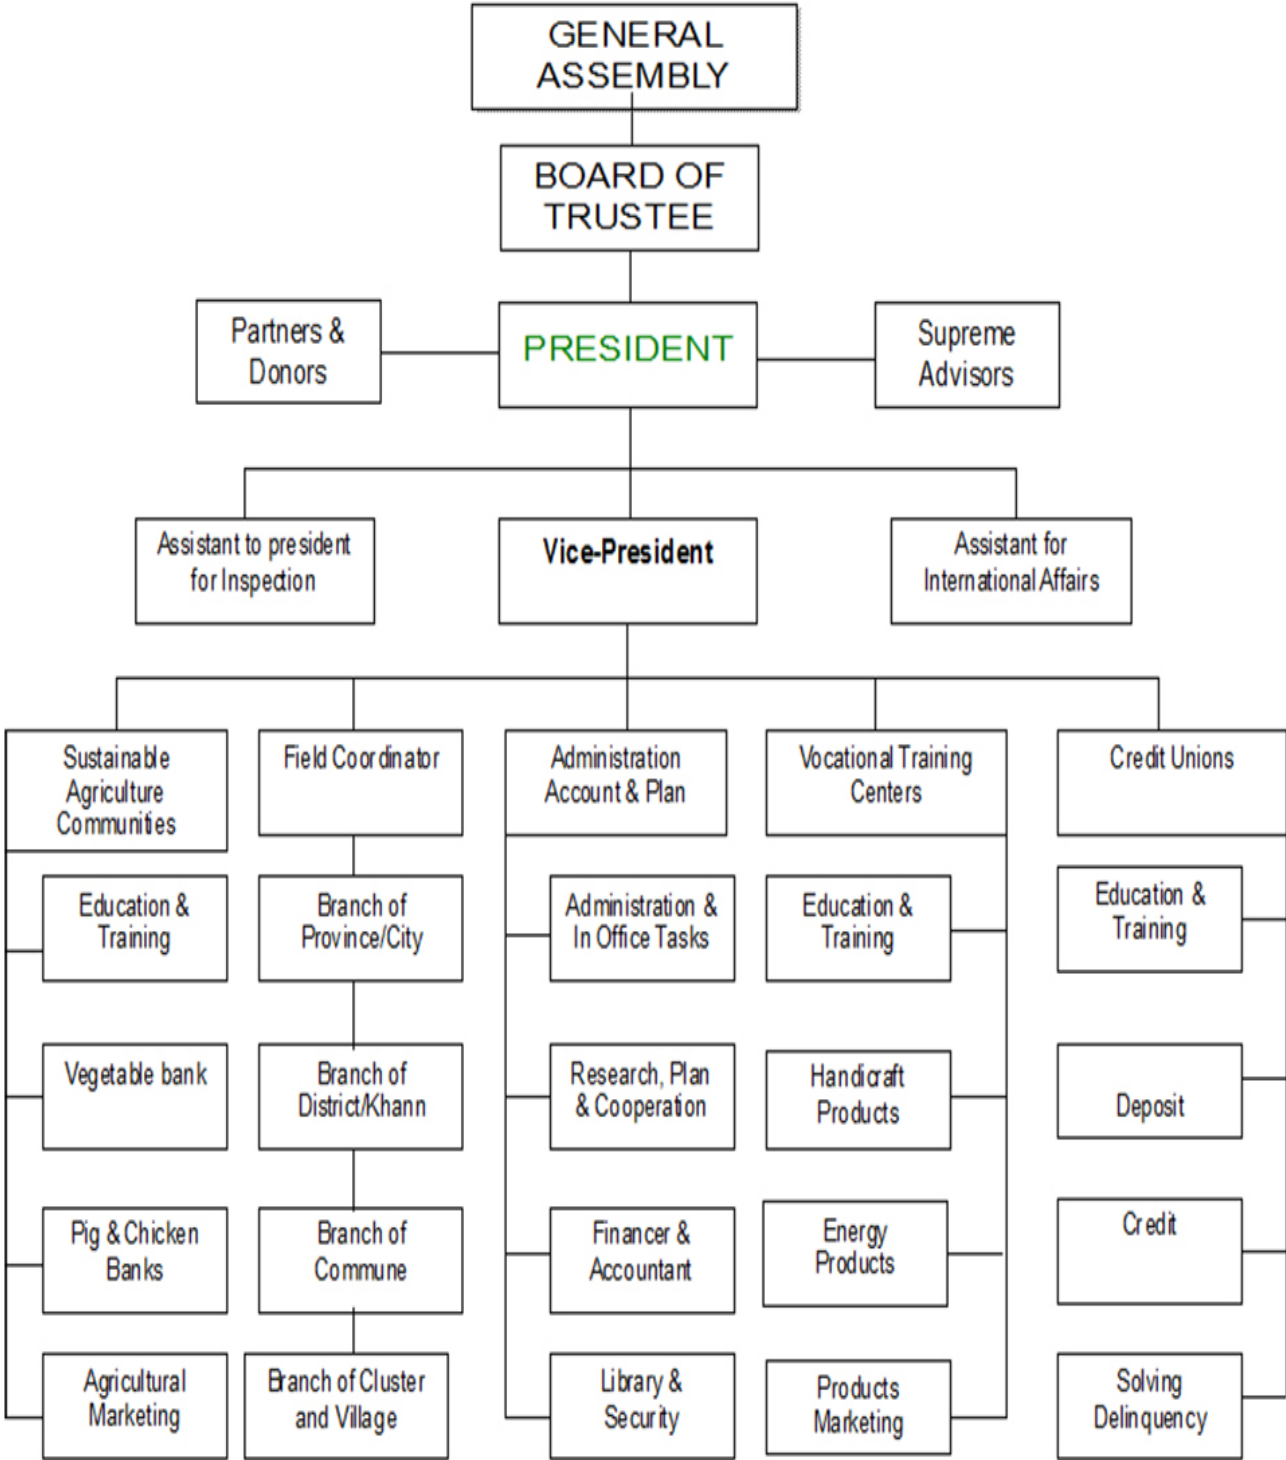 GENERAL
ASSEMBLY
BOARD OF
TRUSTEE
Partners &
Donors
PRESIDENT
Supreme
Advisors
Assistant to president
for Inspection
Vice-President
Assistant for
International Affairs
Sustainable
Agriculture
Communities
Field Coordinator
Administration
Account & Plan
Vocational Training
Centers
Credit Unions
Education &
Training
Branch of
Province/City
Administration &
In Office Tasks
Education &
Training
Education &
Training
Vegetable bank
Branch of
District/Khann
Research, Plan
& Cooperation
Handicraft
Products
Deposit
Pig & Chicken
Banks
Branch of
Commune
Financer &
Accountant
Energy
Products
Credit
Agricultural
Marketing
Branch of Cluster
and Village
Library &
Security
Products
Marketing
Solving
Delinquency